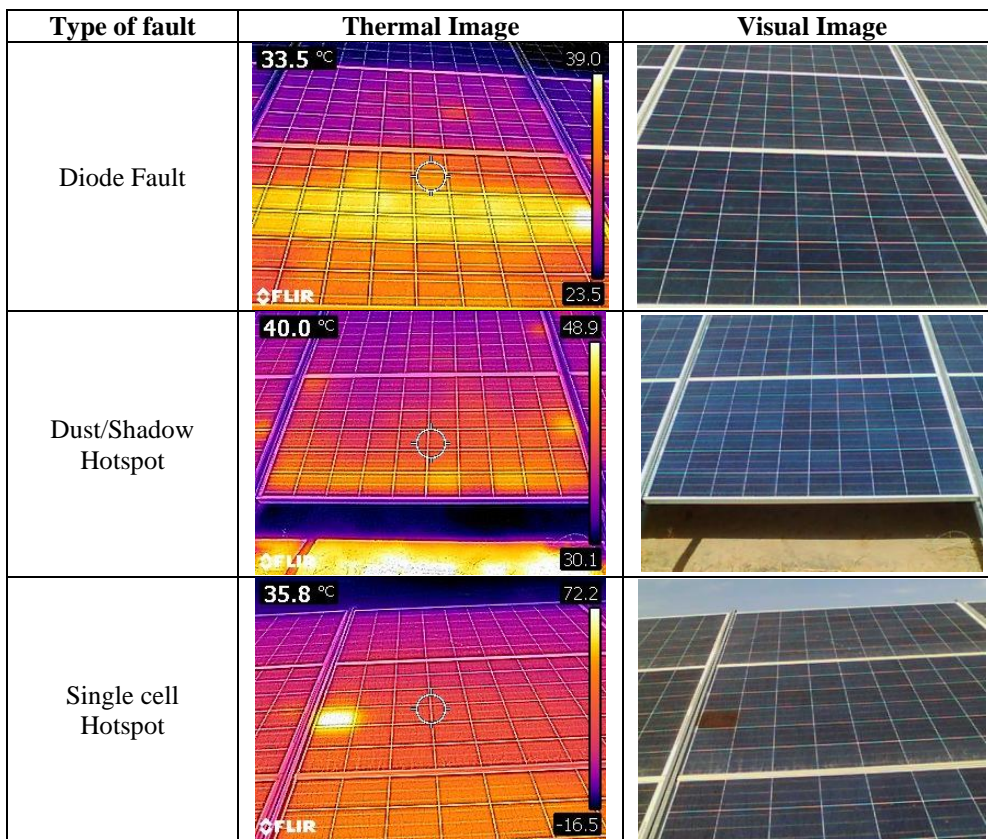 Type of fault
Thermal Image
Visual Image
Diode Fault
33.5 °C
39.0
FLIR
23.5
Dust/Shadow
Hotspot
40.0 °C
48.9
FLIR
30.1
Single cell
Hotspot
35.8 °C
72.2
FLIR
-16.5